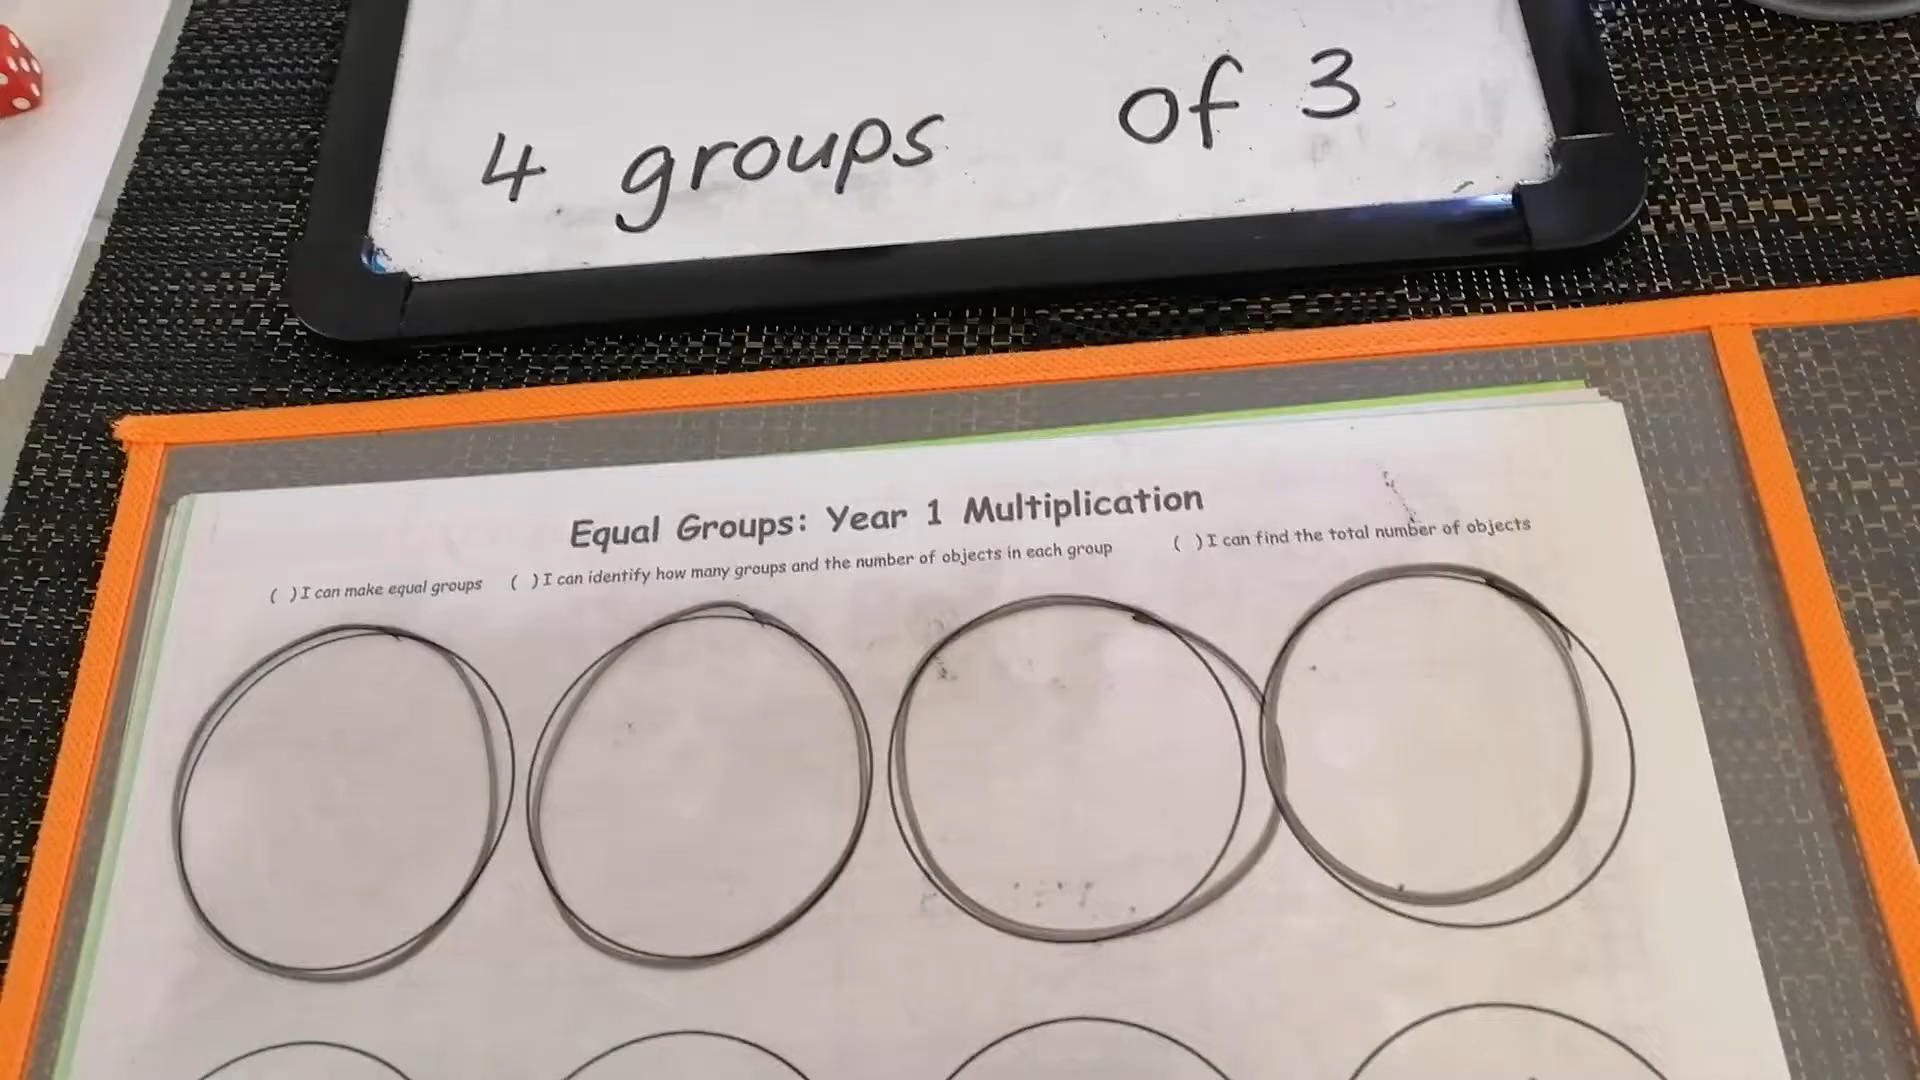 4 groups of 3
Equal Groups: Year 1 Multiplication
( ) I can make equal groups ( ) I can identify how many groups and the number of objects in each group ( ) I can find the total number of objects